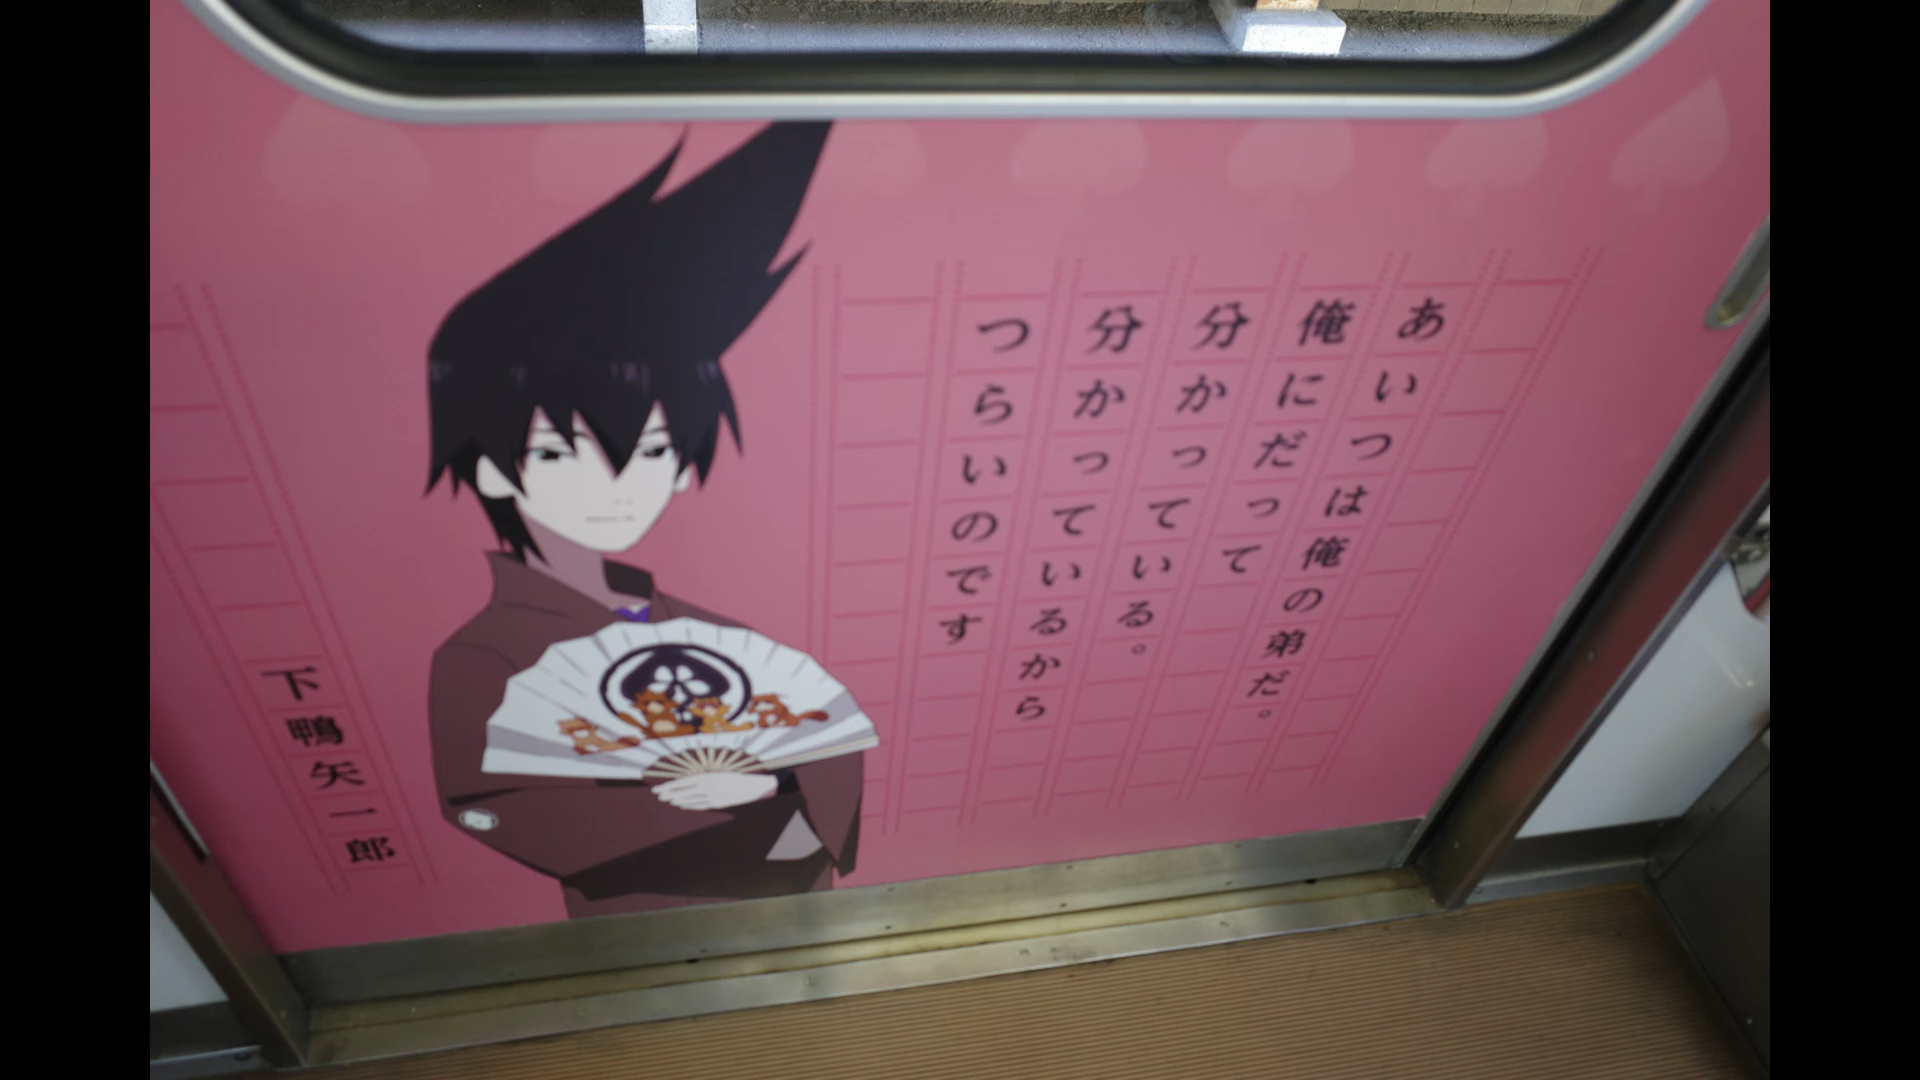 あいつは俺の弟だ。
俺にだって
分かっている。
分かっているから
つらいのです
下鴨矢一郎